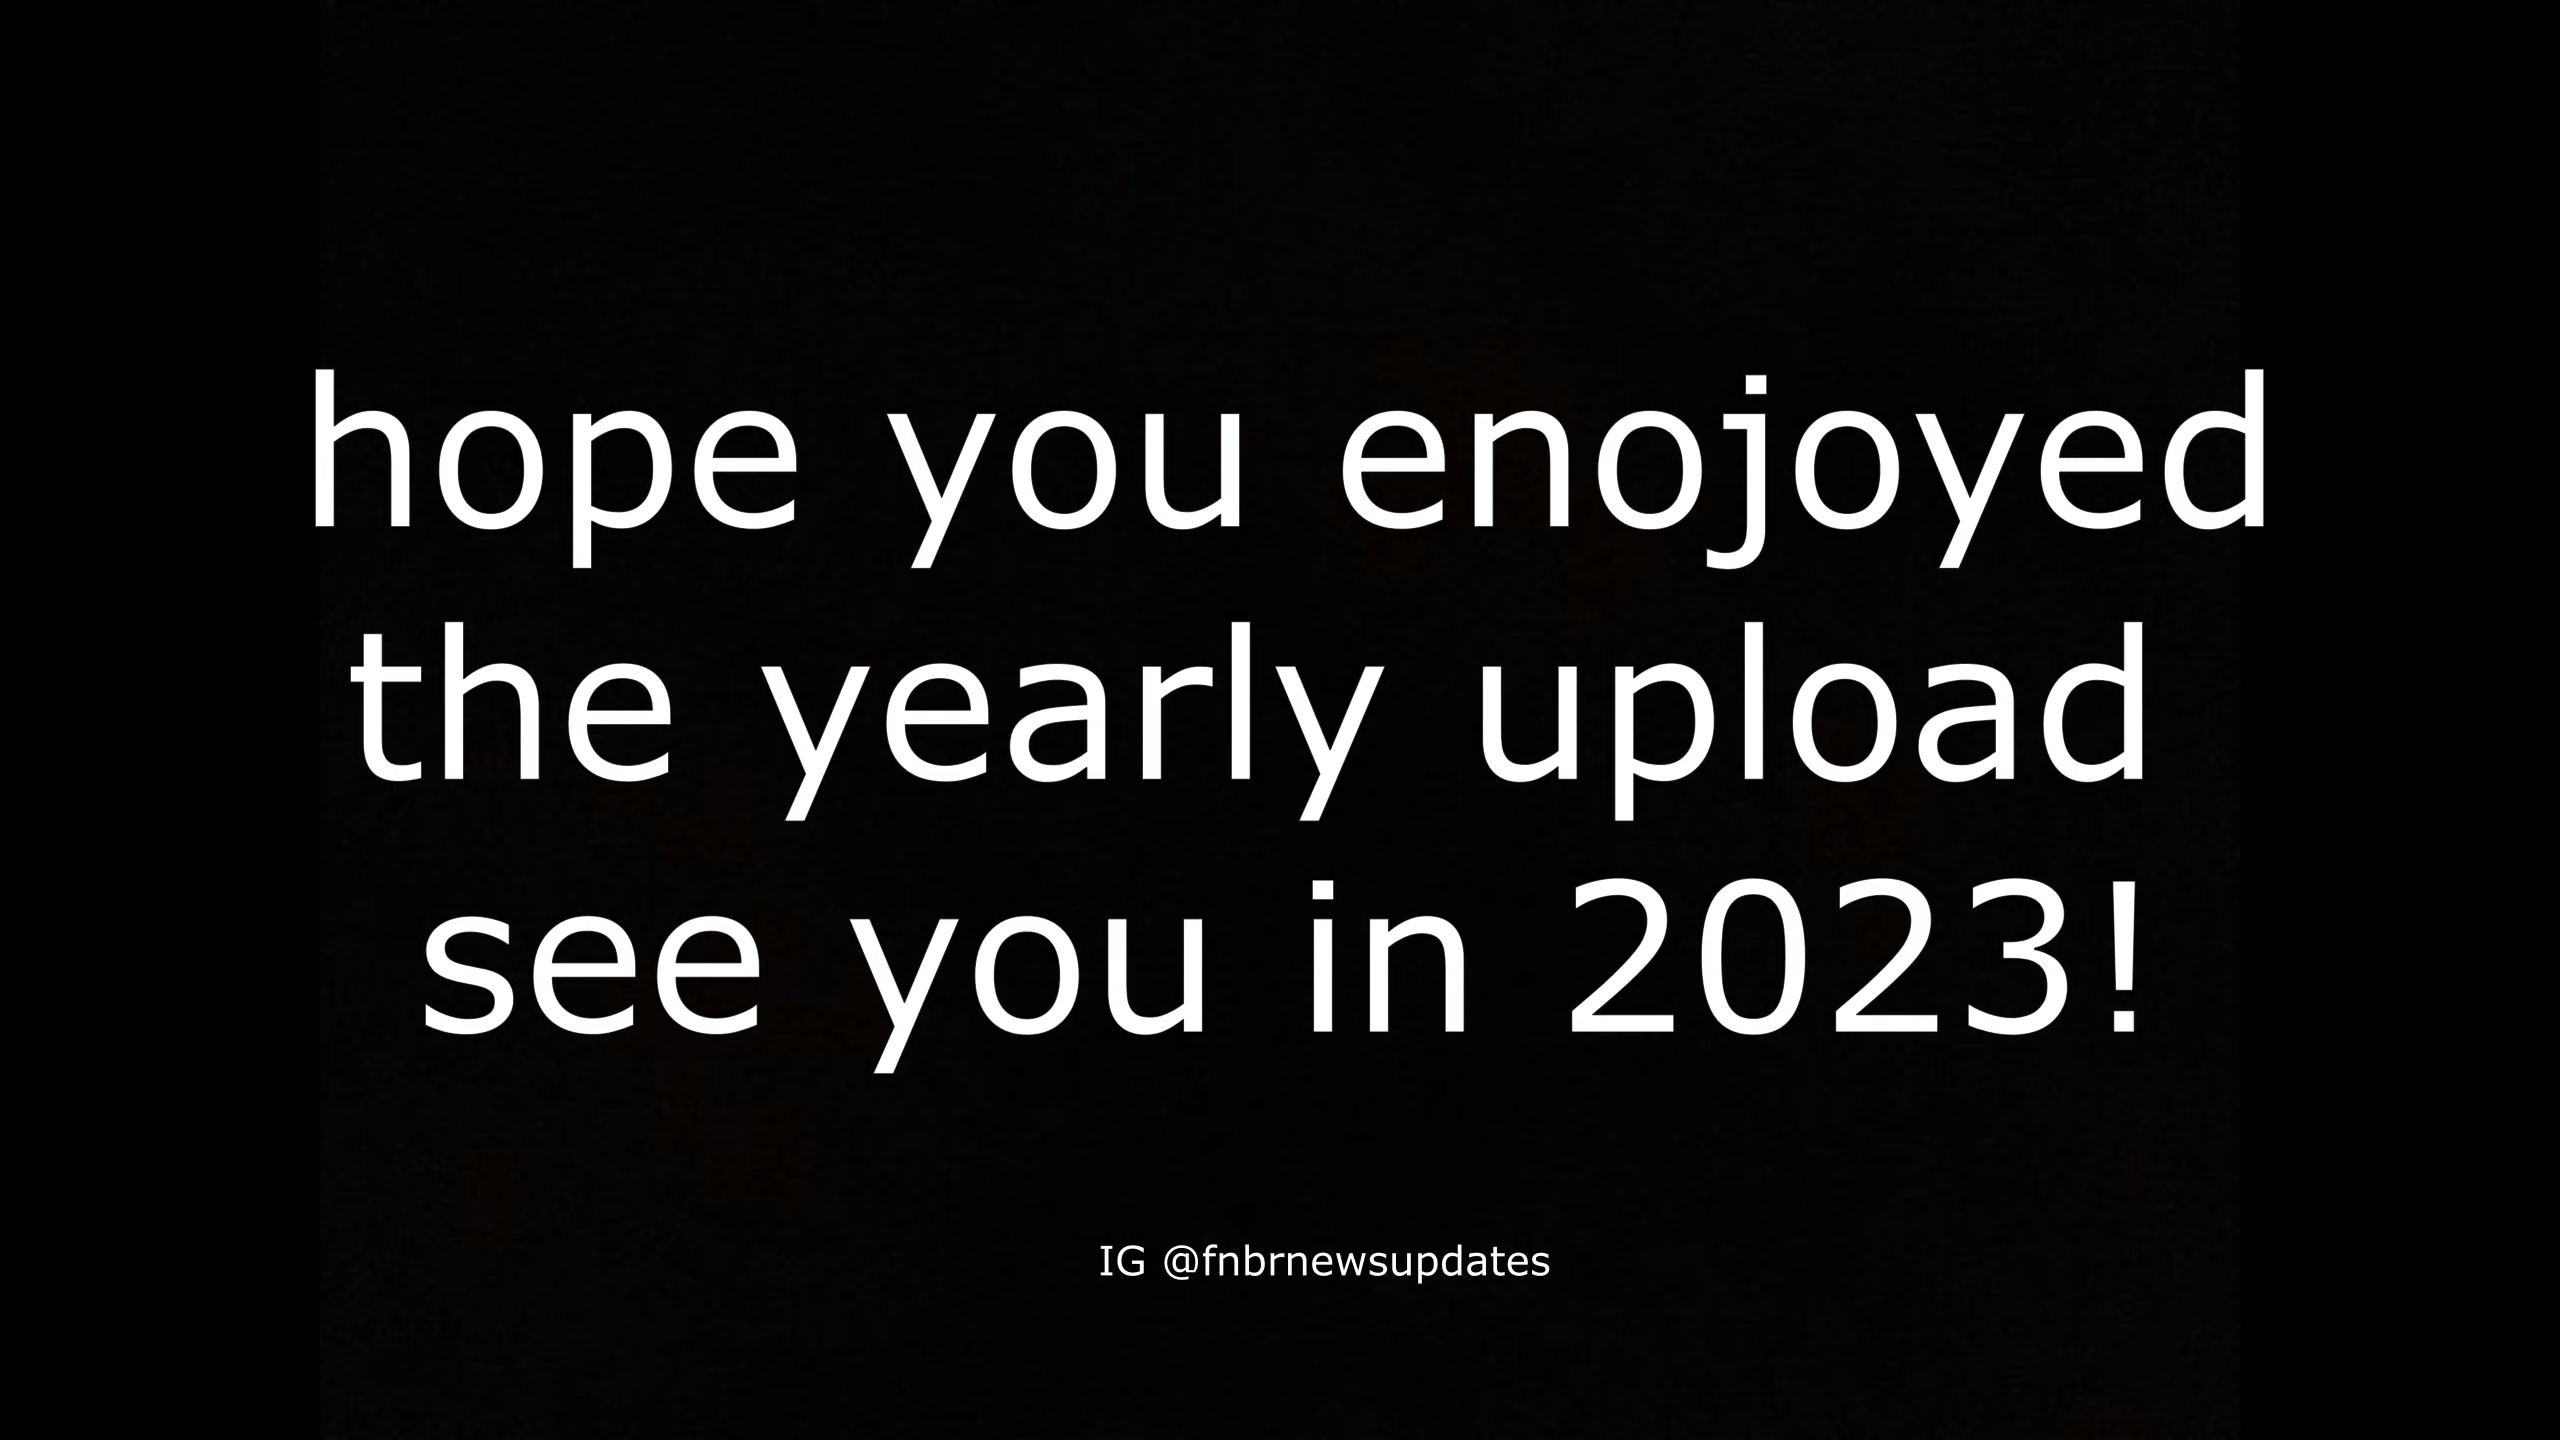 hope you enojoyed
the yearly upload
see you in 2023!
IG @fnbrnewsupdates